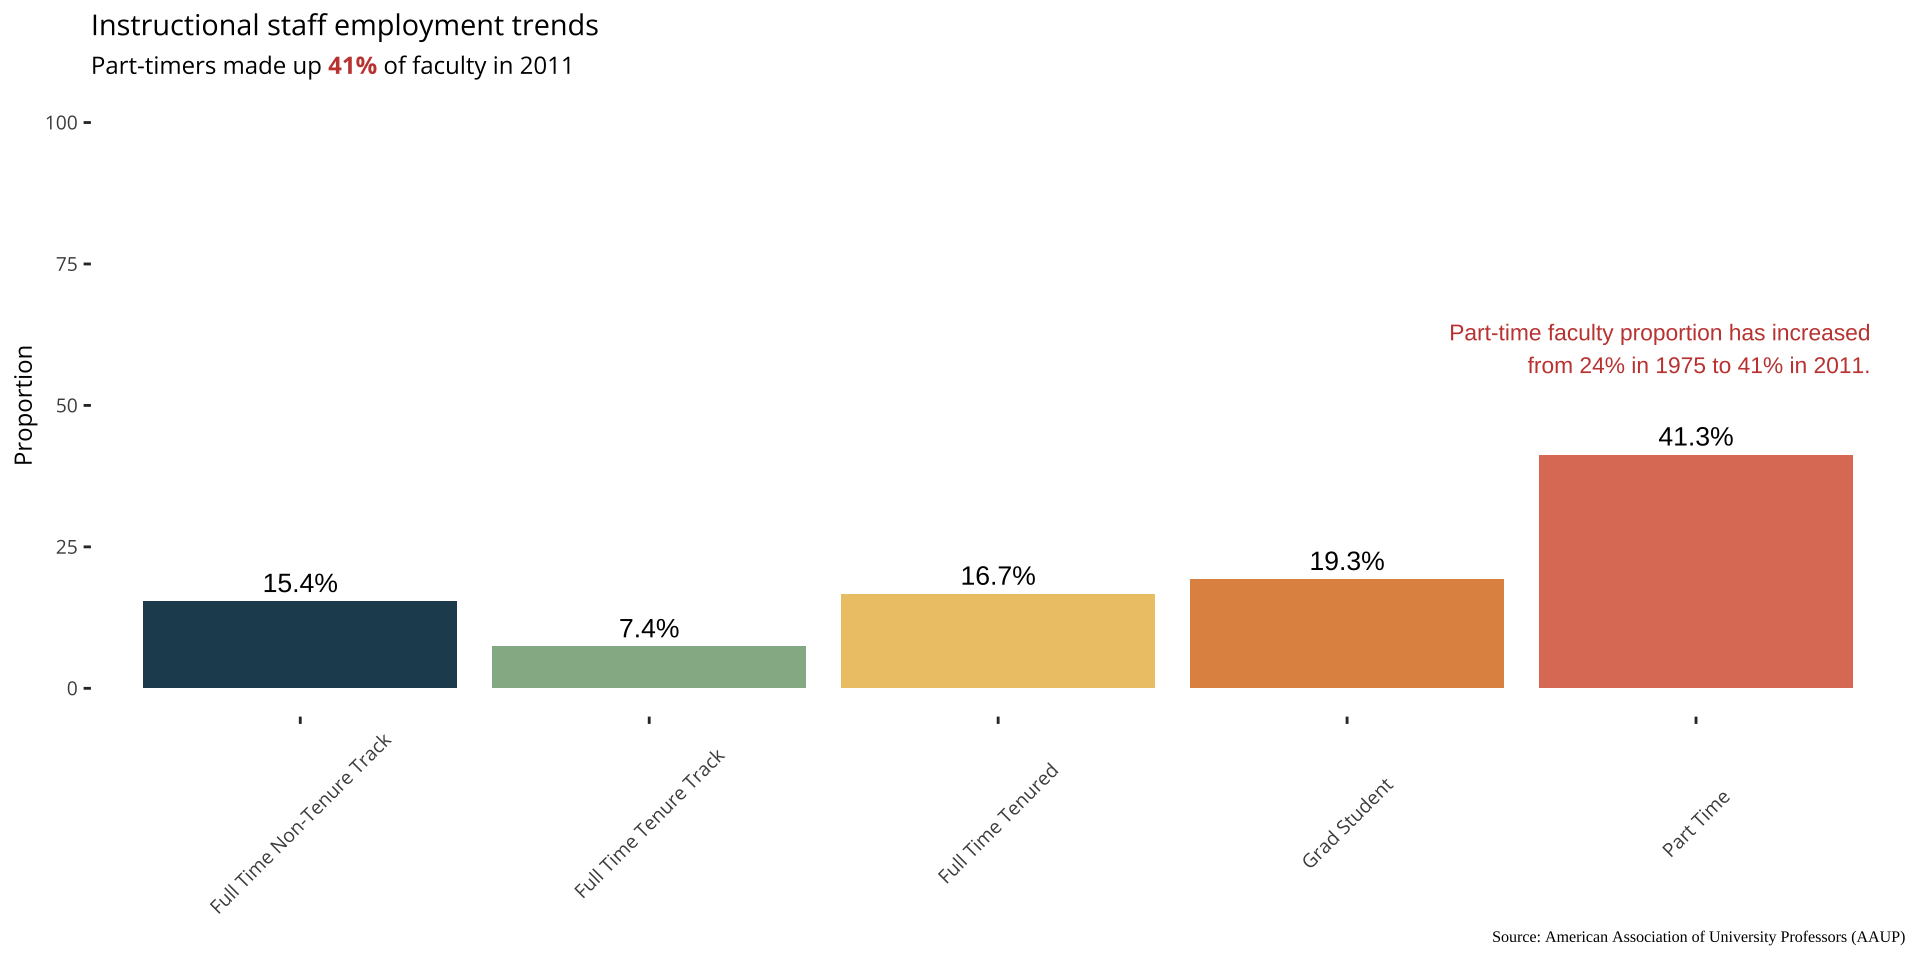 Instructional staff employment trends
Part-timers made up 41% of faculty in 2011
Proportion
100
75
50
25
0
Part-time faculty proportion has increased
from 24% in 1975 to 41% in 2011.
15.4%
7.4%
16.7%
19.3%
41.3%
Full Time Non-Tenure Track
Full Time Tenure Track
Full Time Tenured
Grad Student
Part Time
Source: American Association of University Professors (AAUP)